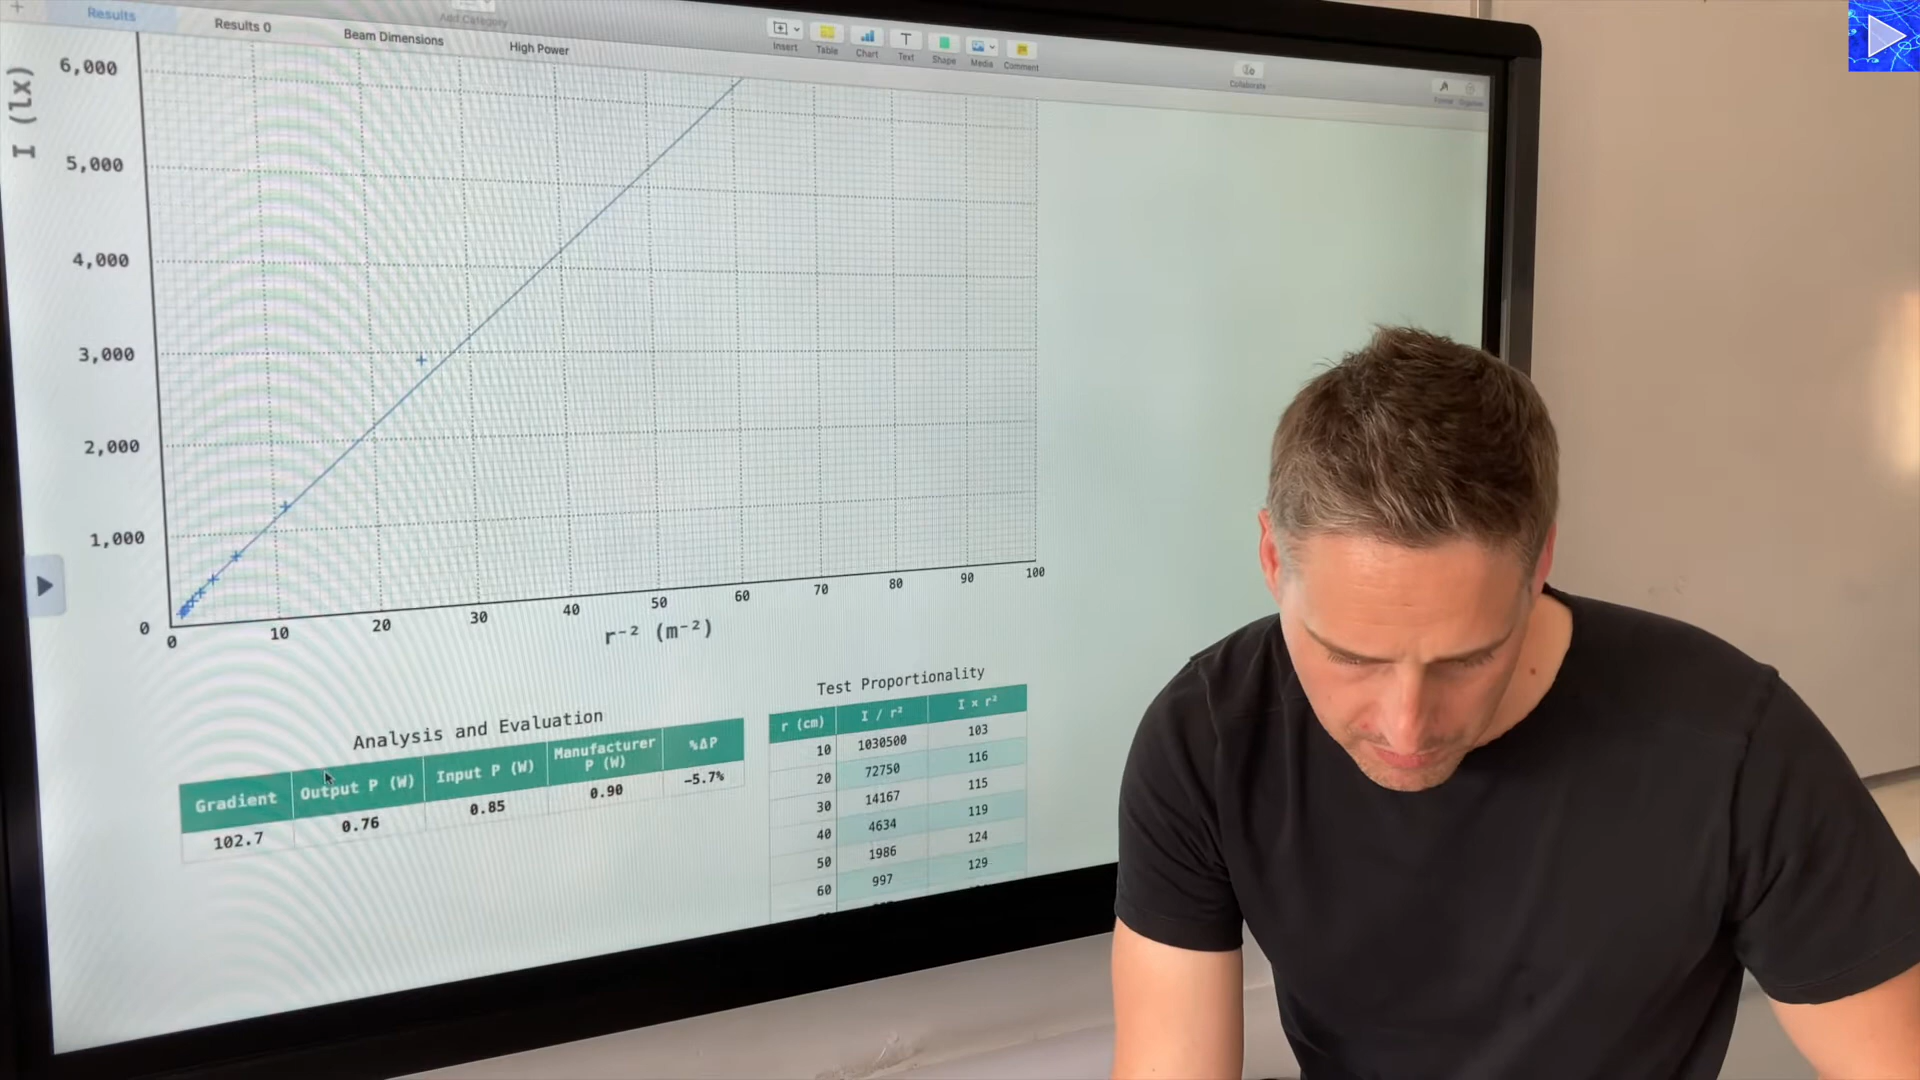 Results
Results 0
Beam Dimensions
High Power
Add Category
Insert
Table
Chart
Text
Shape
Media
Comment
Collaborate
Format
Organise
I (lx)
6,000
5,000
4,000
3,000
2,000
1,000
0
0
10
20
30
40
50
60
70
80
90
100
r⁻² (m⁻²)
Analysis and Evaluation
Gradient Output P (W) Input P (W) Manufacturer P (W) %ΔP
102.7 0.76 0.85 0.90 -5.7%
Test Proportionality
r (cm) I / r² I × r²
10 1030500 103
20 72750 116
30 14167 115
40 4634 119
50 1986 124
60 997 129